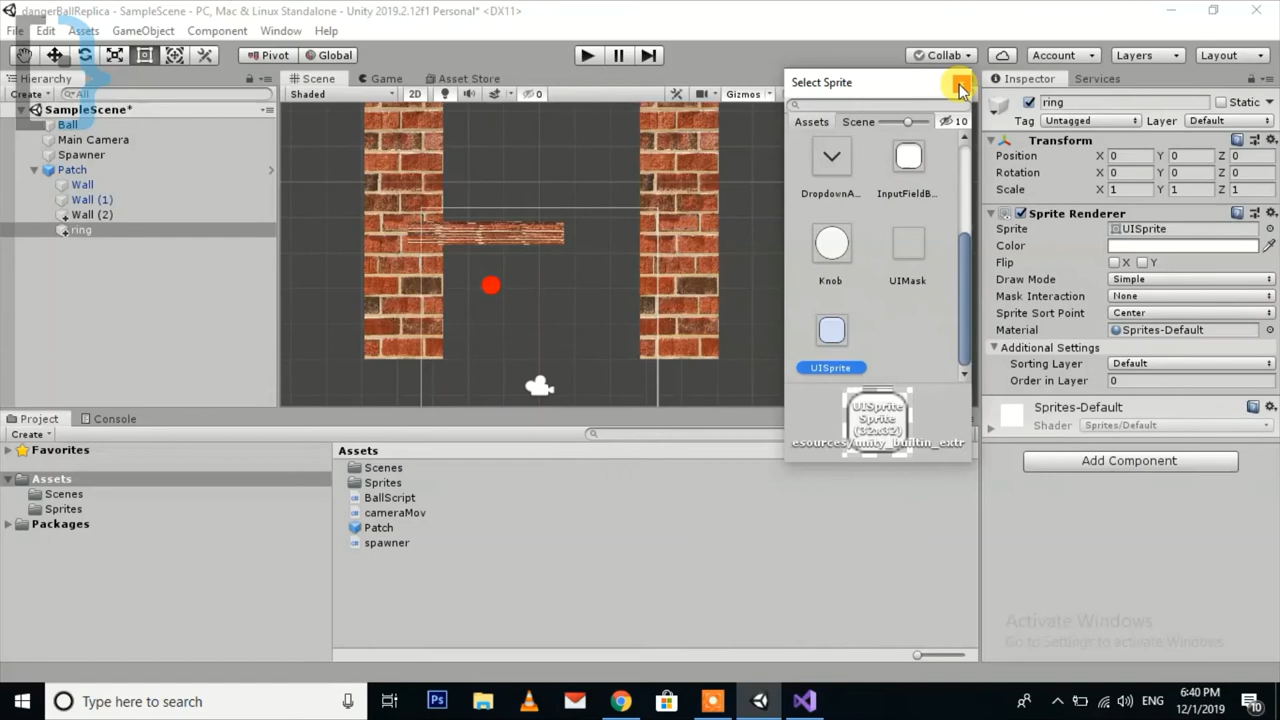 dangerBallReplica - SampleScene - PC, Mac & Linux Standalone - Unity 2019.2.12f1 Personal* <DX11>
File Edit Assets GameObject Component Window Help
Pivot Global Collab Account Layers Layout
Hierarchy Scene Game Asset Store Select Sprite Inspector Services
Create All Shaded 2D 0 Gizmos ring Static
Tag Untagged Layer Default
SampleScene*
Ball
Main Camera
Spawner
Patch
Wall
Wall (1)
Wall (2)
ring
Assets Scene 10
DropdownA... InputFieldB...
Knob UIMask
UISprite
UISprite
Sprite
(32x32)
esources/unity_builtin_extr
Transform
Position X 0 Y 0 Z 0
Rotation X 0 Y 0 Z 0
Scale X 1 Y 1 Z 1
Sprite Renderer
Sprite UISprite
Color
Flip X Y
Draw Mode Simple
Mask Interaction None
Sprite Sort Point Center
Material Sprites-Default
Additional Settings
Sorting Layer Default
Order in Layer 0
Sprites-Default
Shader Sprites/Default
Add Component
Project Console
Create
Favorites
Assets
Scenes
Sprites
Packages
Assets
Scenes
Sprites
BallScript
cameraMov
Patch
spawner
Activate Windows
Go to Settings to activate Windows.
Type here to search
Ps
ENG
6:40 PM
12/1/2019
10